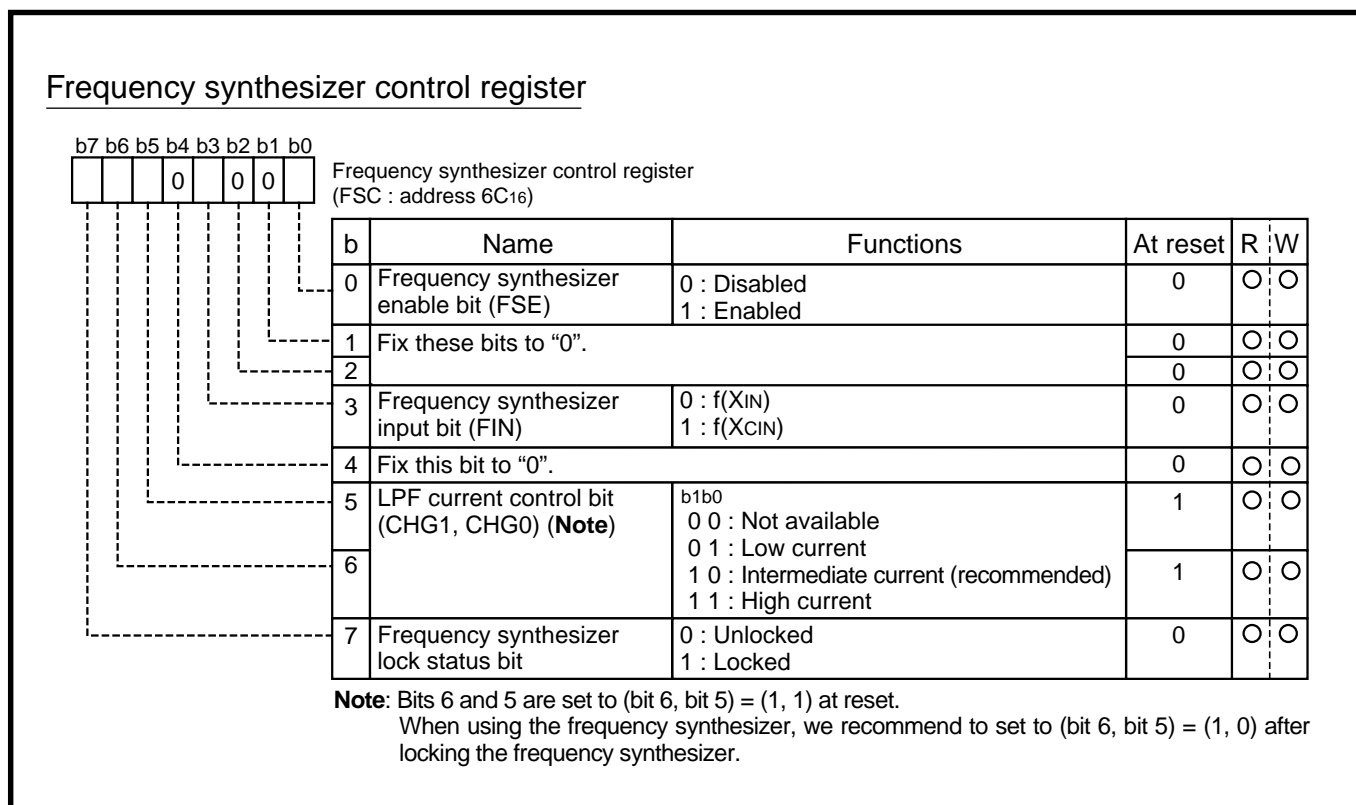 Frequency synthesizer control register
b7 b6 b5 b4 b3 b2 b1 b0
0 0 0
Frequency synthesizer control register
(FSC : address 6C16)
b Name Functions At reset R W
0 Frequency synthesizer enable bit (FSE) 0 : Disabled 0 O O
1 : Enabled
1 Fix these bits to “0”. 0 O O
2 0 O O
3 Frequency synthesizer input bit (FIN) 0 : f(XIN) 0 O O
1 : f(XCIN)
4 Fix this bit to “0”. 0 O O
5 LPF current control bit (CHG1, CHG0) (Note) b1b0 1 O O
0 0 : Not available
0 1 : Low current
6 1 0 : Intermediate current (recommended) 1 O O
1 1 : High current
7 Frequency synthesizer lock status bit 0 : Unlocked 0 O O
1 : Locked
Note: Bits 6 and 5 are set to (bit 6, bit 5) = (1, 1) at reset.
When using the frequency synthesizer, we recommend to set to (bit 6, bit 5) = (1, 0) after
locking the frequency synthesizer.